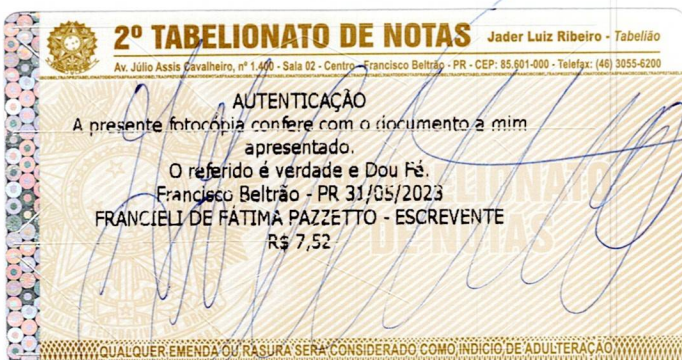 2º TABELIONATO DE NOTAS Jader Luiz Ribeiro - Tabelião
Av. Júlio Assis Cavalheiro, nº 1.400 - Sala 02 - Centro - Francisco Beltrão - PR - CEP: 85.601-000 - Telefax: (46) 3055-6200
AUTENTICAÇÃO
A presente fotocópia confere com o documento a mim
apresentado.
O referido é verdade e Dou Fé.
Francisco Beltrão - PR 31/05/2023
FRANCIELI DE FÁTIMA PAZZETTO - ESCREVENTE
R$ 7,52
QUALQUER EMENDA OU RASURA SERÁ CONSIDERADO COMO INDÍCIO DE ADULTERAÇÃO